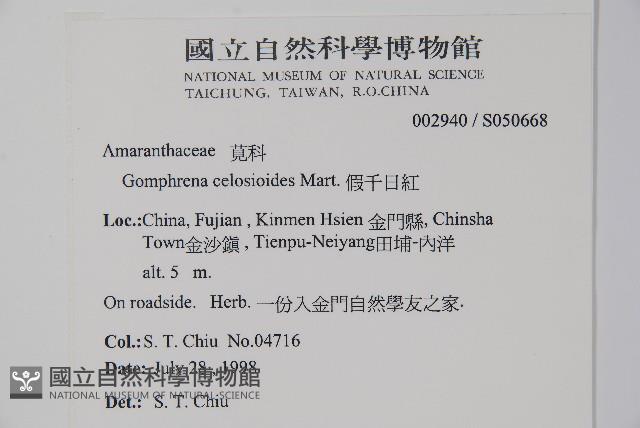 國立自然科學博物館
NATIONAL MUSEUM OF NATURAL SCIENCE
TAICHUNG, TAIWAN, R.O.CHINA
002940 / S050668
Amaranthaceae 莧科
Gomphrena celosioides Mart. 假千日紅
Loc.:China, Fujian , Kinmen Hsien 金門縣, Chinsha
Town金沙鎮 , Tienpu-Neiyang田埔-內洋
alt. 5 m.
On roadside. Herb. 一份入金門自然學友之家.
Col.: S. T. Chiu No.04716
Date: July 28 , 1998
國立自然科學博物館
NATIONAL MUSEUM OF NATURAL SCIENCE
Det.: S. T. Chiu